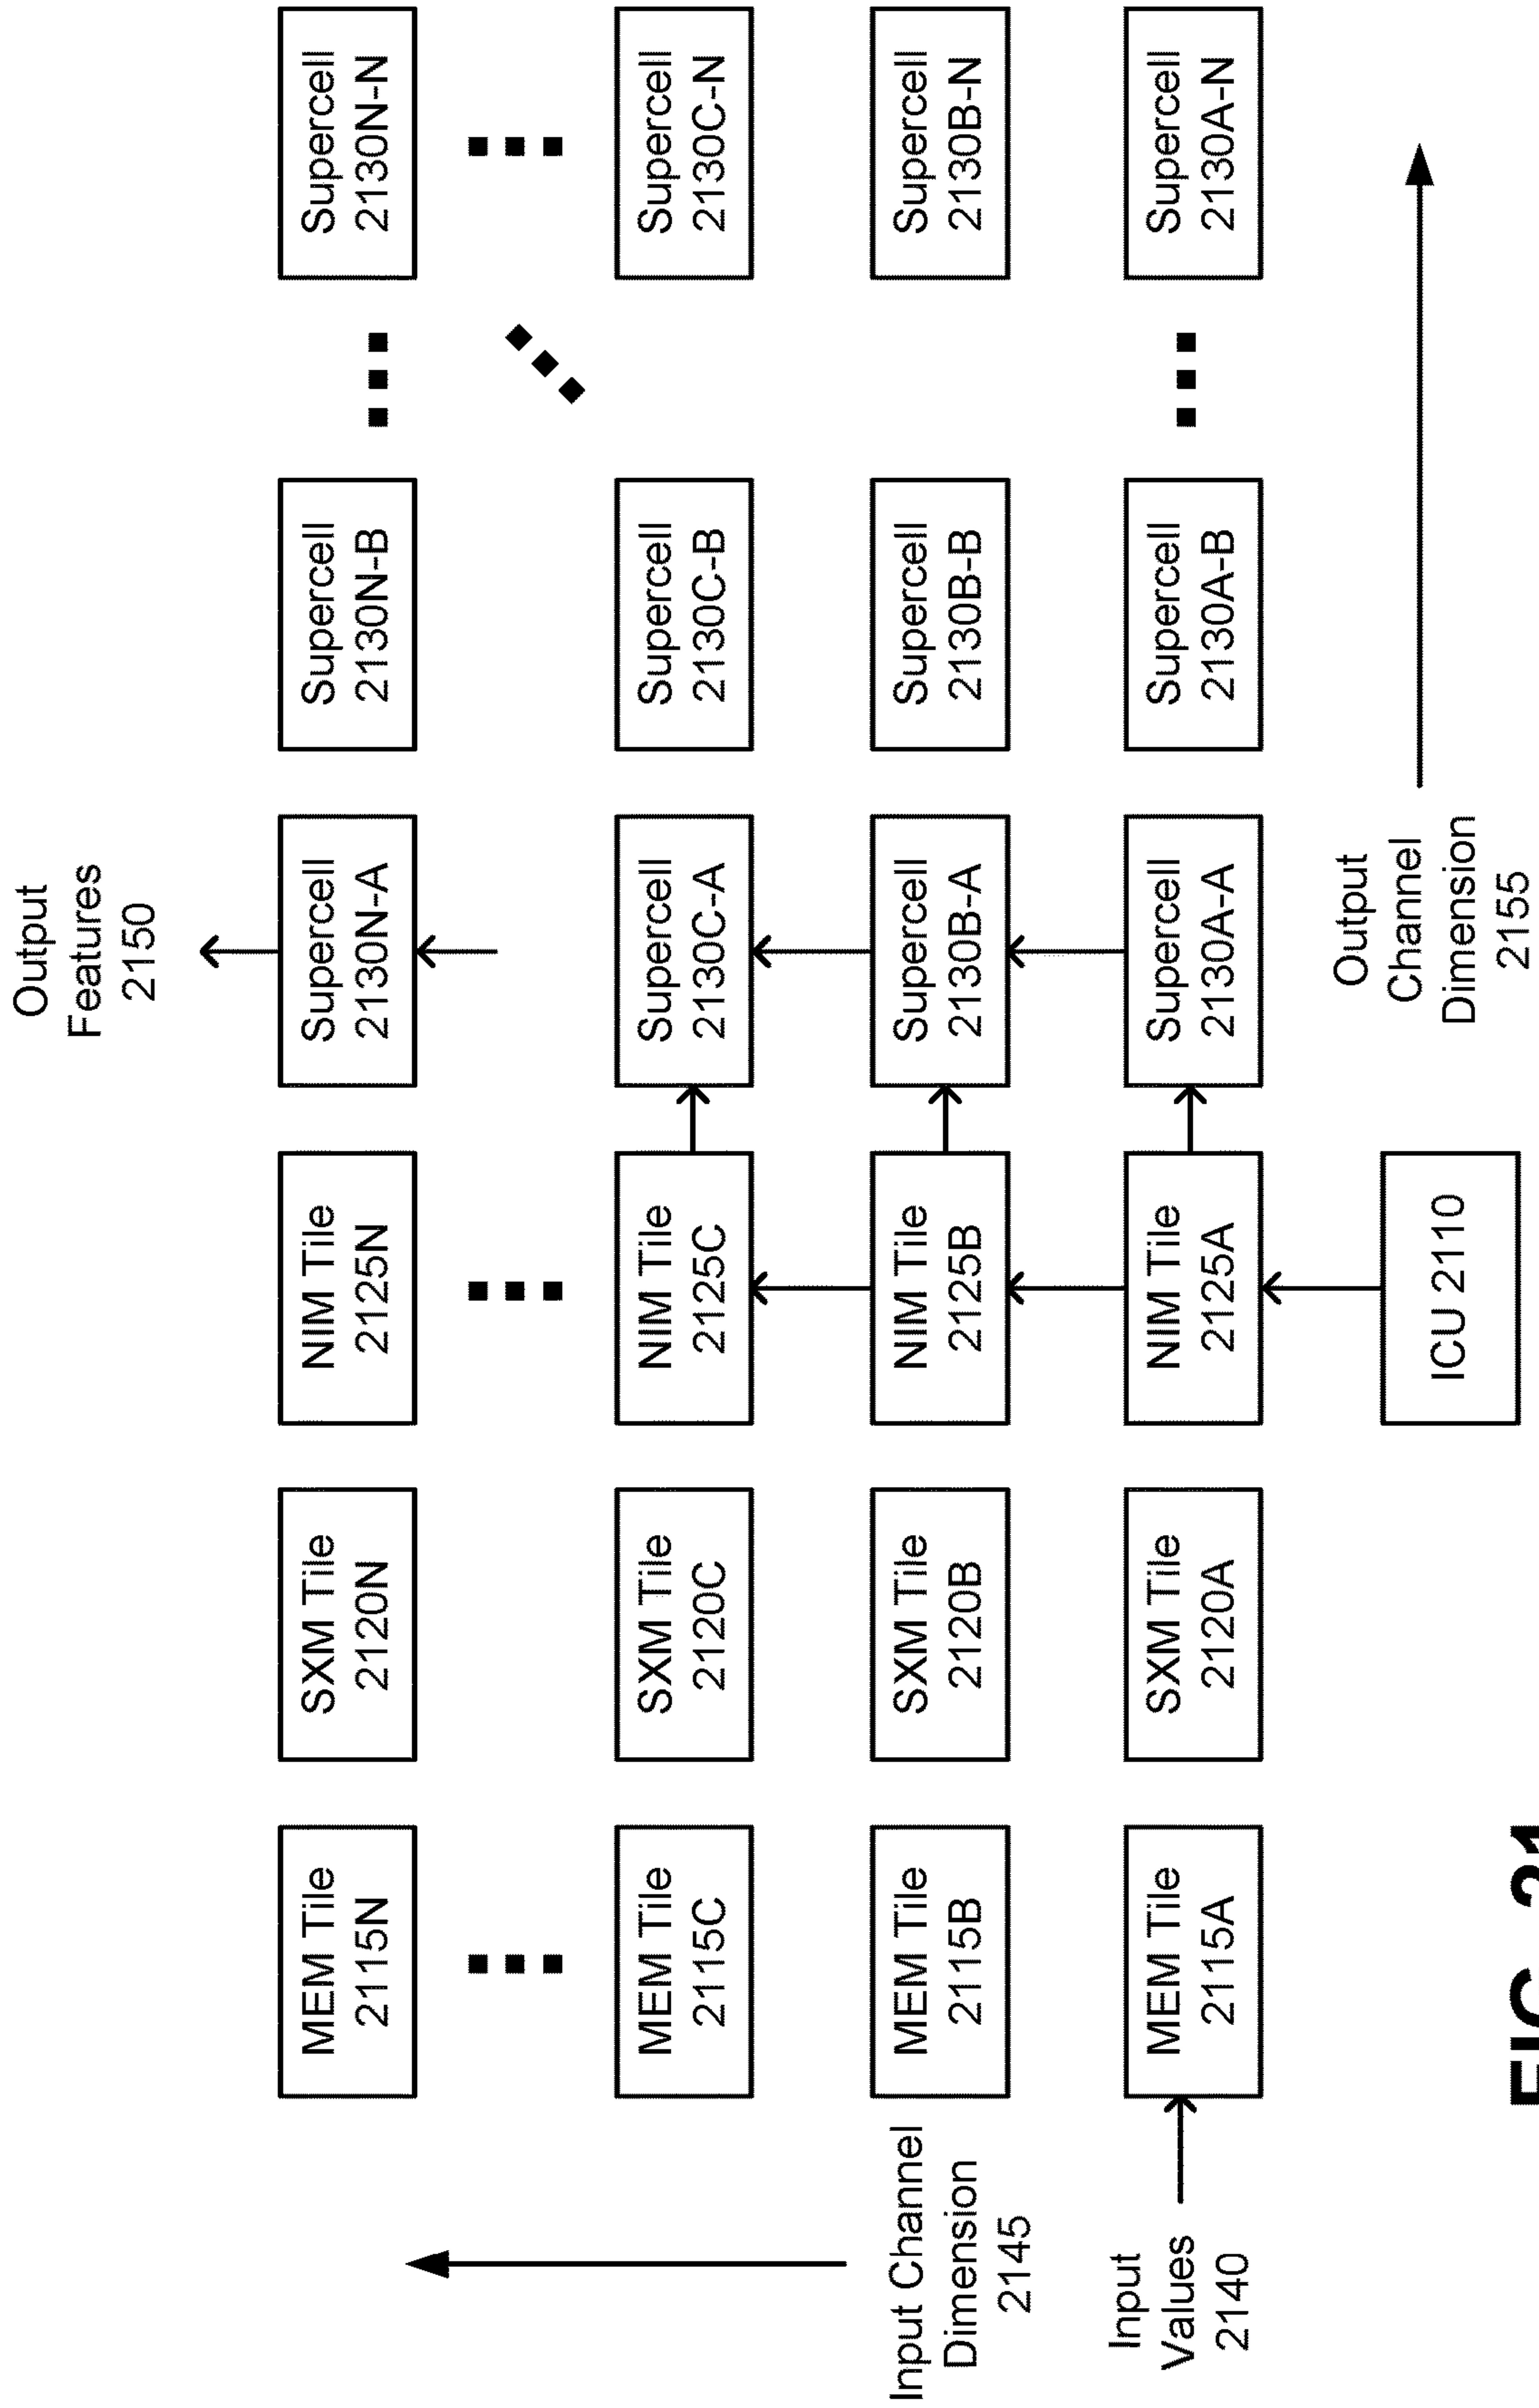 Output
Features
2150
MEM Tile
2115N
SXM Tile
2120N
NIM Tile
2125N
Supercell
2130N-A
Supercell
2130N-B
Supercell
2130N-N
MEM Tile
2115C
SXM Tile
2120C
NIM Tile
2125C
Supercell
2130C-A
Supercell
2130C-B
Supercell
2130C-N
Input Channel
Dimension
2145
MEM Tile
2115B
SXM Tile
2120B
NIM Tile
2125B
Supercell
2130B-A
Supercell
2130B-B
Supercell
2130B-N
Input
Values
2140
MEM Tile
2115A
SXM Tile
2120A
NIM Tile
2125A
Supercell
2130A-A
Supercell
2130A-B
Supercell
2130A-N
ICU 2110
Output
Channel
Dimension
2155